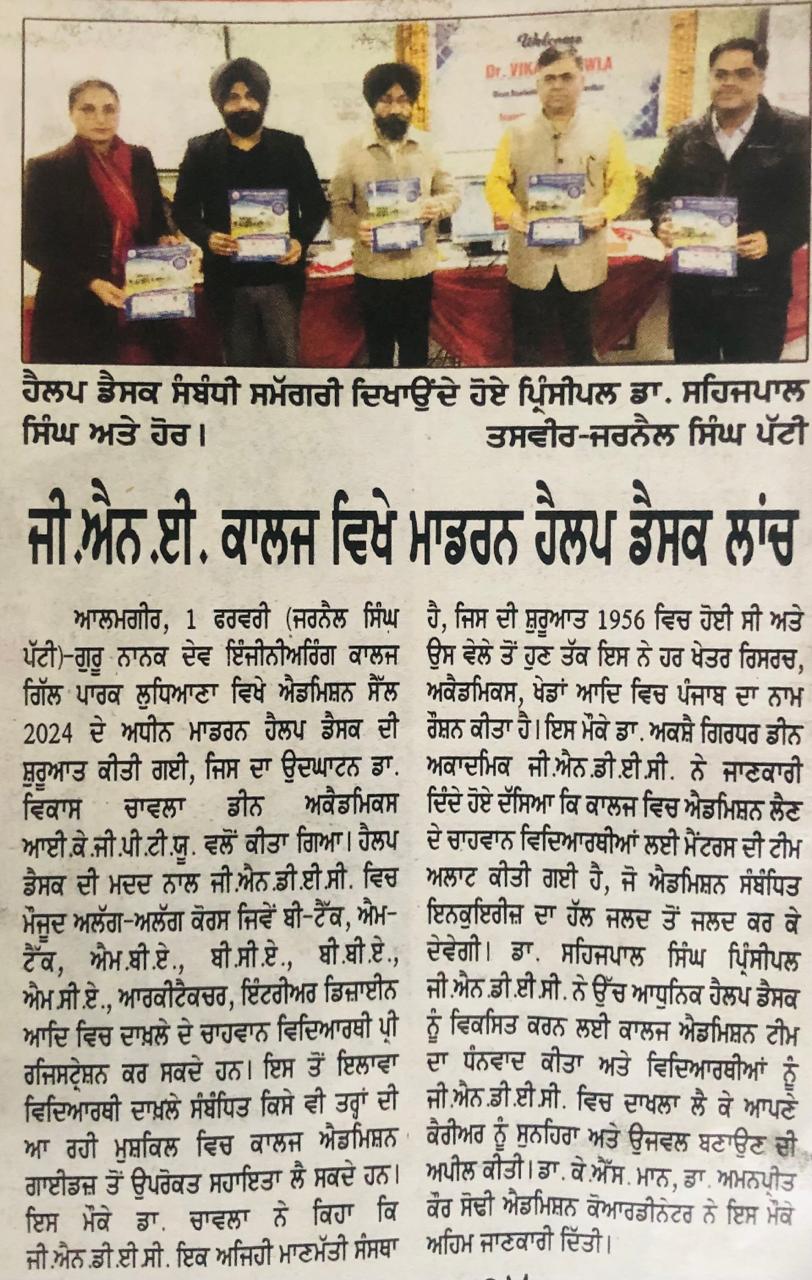 Welcome
Dr. VIKA WLA
ਹੈਲਪ ਡੈਸਕ ਸੰਬੰਧੀ ਸਮੱਗਰੀ ਦਿਖਾਉਂਦੇ ਹੋਏ ਪ੍ਰਿੰਸੀਪਲ ਡਾ. ਸਹਿਜਪਾਲ
ਸਿੰਘ ਅਤੇ ਹੋਰ। ਤਸਵੀਰ-ਜਰਨੈਲ ਸਿੰਘ ਪੱਟੀ
ਜੀ.ਐਨ.ਈ. ਕਾਲਜ ਵਿਖੇ ਮਾਡਰਨ ਹੈਲਪ ਡੈਸਕ ਲਾਂਚ
ਆਲਮਗੀਰ, 1 ਫਰਵਰੀ (ਜਰਨੈਲ ਸਿੰਘ
ਪੱਟੀ)-ਗੁਰੂ ਨਾਨਕ ਦੇਵ ਇੰਜੀਨੀਅਰਿੰਗ ਕਾਲਜ
ਗਿੱਲ ਪਾਰਕ ਲੁਧਿਆਣਾ ਵਿਖੇ ਐਡਮਿਸ਼ਨ ਸੈੱਲ
2024 ਦੇ ਅਧੀਨ ਮਾਡਰਨ ਹੈਲਪ ਡੈਸਕ ਦੀ
ਸ਼ੁਰੂਆਤ ਕੀਤੀ ਗਈ, ਜਿਸ ਦਾ ਉਦਘਾਟਨ ਡਾ.
ਵਿਕਾਸ ਚਾਵਲਾ ਡੀਨ ਅਕੈਡਮਿਕਸ
ਆਈ.ਕੇ.ਜੀ.ਪੀ.ਟੀ.ਯੂ. ਵਲੋਂ ਕੀਤਾ ਗਿਆ। ਹੈਲਪ
ਡੈਸਕ ਦੀ ਮਦਦ ਨਾਲ ਜੀ.ਐਨ.ਡੀ.ਈ.ਸੀ. ਵਿਚ
ਮੌਜੂਦ ਅਲੱਗ-ਅਲੱਗ ਕੋਰਸ ਜਿਵੇਂ ਬੀ-ਟੈੱਕ, ਐਮ-
ਟੈੱਕ, ਐਮ.ਬੀ.ਏ., ਬੀ.ਸੀ.ਏ., ਬੀ.ਬੀ.ਏ.,
ਐਮ.ਸੀ.ਏ., ਆਰਕੀਟੈਕਚਰ, ਇੰਟਰੀਅਰ ਡਿਜ਼ਾਈਨ
ਆਦਿ ਵਿਚ ਦਾਖ਼ਲੇ ਦੇ ਚਾਹਵਾਨ ਵਿਦਿਆਰਥੀ ਪ੍ਰੀ
ਰਜਿਸਟ੍ਰੇਸ਼ਨ ਕਰ ਸਕਦੇ ਹਨ। ਇਸ ਤੋਂ ਇਲਾਵਾ
ਵਿਦਿਆਰਥੀ ਦਾਖ਼ਲੇ ਸੰਬੰਧਿਤ ਕਿਸੇ ਵੀ ਤਰ੍ਹਾਂ ਦੀ
ਆ ਰਹੀ ਮੁਸ਼ਕਿਲ ਵਿਚ ਕਾਲਜ ਐਡਮਿਸ਼ਨ
ਗਾਈਡਜ਼ ਤੋਂ ਉਪਰੋਕਤ ਸਹਾਇਤਾ ਲੈ ਸਕਦੇ ਹਨ।
ਇਸ ਮੌਕੇ ਡਾ. ਚਾਵਲਾ ਨੇ ਕਿਹਾ ਕਿ
ਜੀ.ਐਨ.ਡੀ.ਈ.ਸੀ. ਇਕ ਅਜਿਹੀ ਮਾਣਮੱਤੀ ਸੰਸਥਾ
ਹੈ, ਜਿਸ ਦੀ ਸ਼ੁਰੂਆਤ 1956 ਵਿਚ ਹੋਈ ਸੀ ਅਤੇ
ਉਸ ਵੇਲੇ ਤੋਂ ਹੁਣ ਤੱਕ ਇਸ ਨੇ ਹਰ ਖੇਤਰ ਰਿਸਰਚ,
ਅਕੈਡਮਿਕਸ, ਖੇਡਾਂ ਆਦਿ ਵਿਚ ਪੰਜਾਬ ਦਾ ਨਾਮ
ਰੌਸ਼ਨ ਕੀਤਾ ਹੈ। ਇਸ ਮੌਕੇ ਡਾ. ਅਕਸ਼ੈ ਗਿਰਧਰ ਡੀਨ
ਅਕਾਦਮਿਕ ਜੀ.ਐਨ.ਡੀ.ਈ.ਸੀ. ਨੇ ਜਾਣਕਾਰੀ
ਦਿੰਦੇ ਹੋਏ ਦੱਸਿਆ ਕਿ ਕਾਲਜ ਵਿਚ ਐਡਮਿਸ਼ਨ ਲੈਣ
ਦੇ ਚਾਹਵਾਨ ਵਿਦਿਆਰਥੀਆਂ ਲਈ ਮੈਂਟਰਸ ਦੀ ਟੀਮ
ਅਲਾਟ ਕੀਤੀ ਗਈ ਹੈ, ਜੋ ਐਡਮਿਸ਼ਨ ਸੰਬੰਧਿਤ
ਇਨਕੁਇਰੀਜ਼ ਦਾ ਹੱਲ ਜਲਦ ਤੋਂ ਜਲਦ ਕਰ ਕੇ
ਦੇਵੇਗੀ। ਡਾ. ਸਹਿਜਪਾਲ ਸਿੰਘ ਪ੍ਰਿੰਸੀਪਲ
ਜੀ.ਐਨ.ਡੀ.ਈ.ਸੀ. ਨੇ ਉੱਚ ਆਧੁਨਿਕ ਹੈਲਪ ਡੈਸਕ
ਨੂੰ ਵਿਕਸਿਤ ਕਰਨ ਲਈ ਕਾਲਜ ਐਡਮਿਸ਼ਨ ਟੀਮ
ਦਾ ਧੰਨਵਾਦ ਕੀਤਾ ਅਤੇ ਵਿਦਿਆਰਥੀਆਂ ਨੂੰ
ਜੀ.ਐਨ.ਡੀ.ਈ.ਸੀ. ਵਿਚ ਦਾਖਲਾ ਲੈ ਕੇ ਆਪਣੇ
ਕੈਰੀਅਰ ਨੂੰ ਸੁਨਹਿਰਾ ਅਤੇ ਉਜਵਲ ਬਣਾਉਣ ਦੀ
ਅਪੀਲ ਕੀਤੀ। ਡਾ. ਕੇ.ਐੱਸ. ਮਾਨ, ਡਾ. ਅਮਨਪ੍ਰੀਤ
ਕੌਰ ਸੋਢੀ ਐਡਮਿਸ਼ਨ ਕੋਆਰਡੀਨੇਟਰ ਨੇ ਇਸ ਮੌਕੇ
ਅਹਿਮ ਜਾਣਕਾਰੀ ਦਿੱਤੀ।